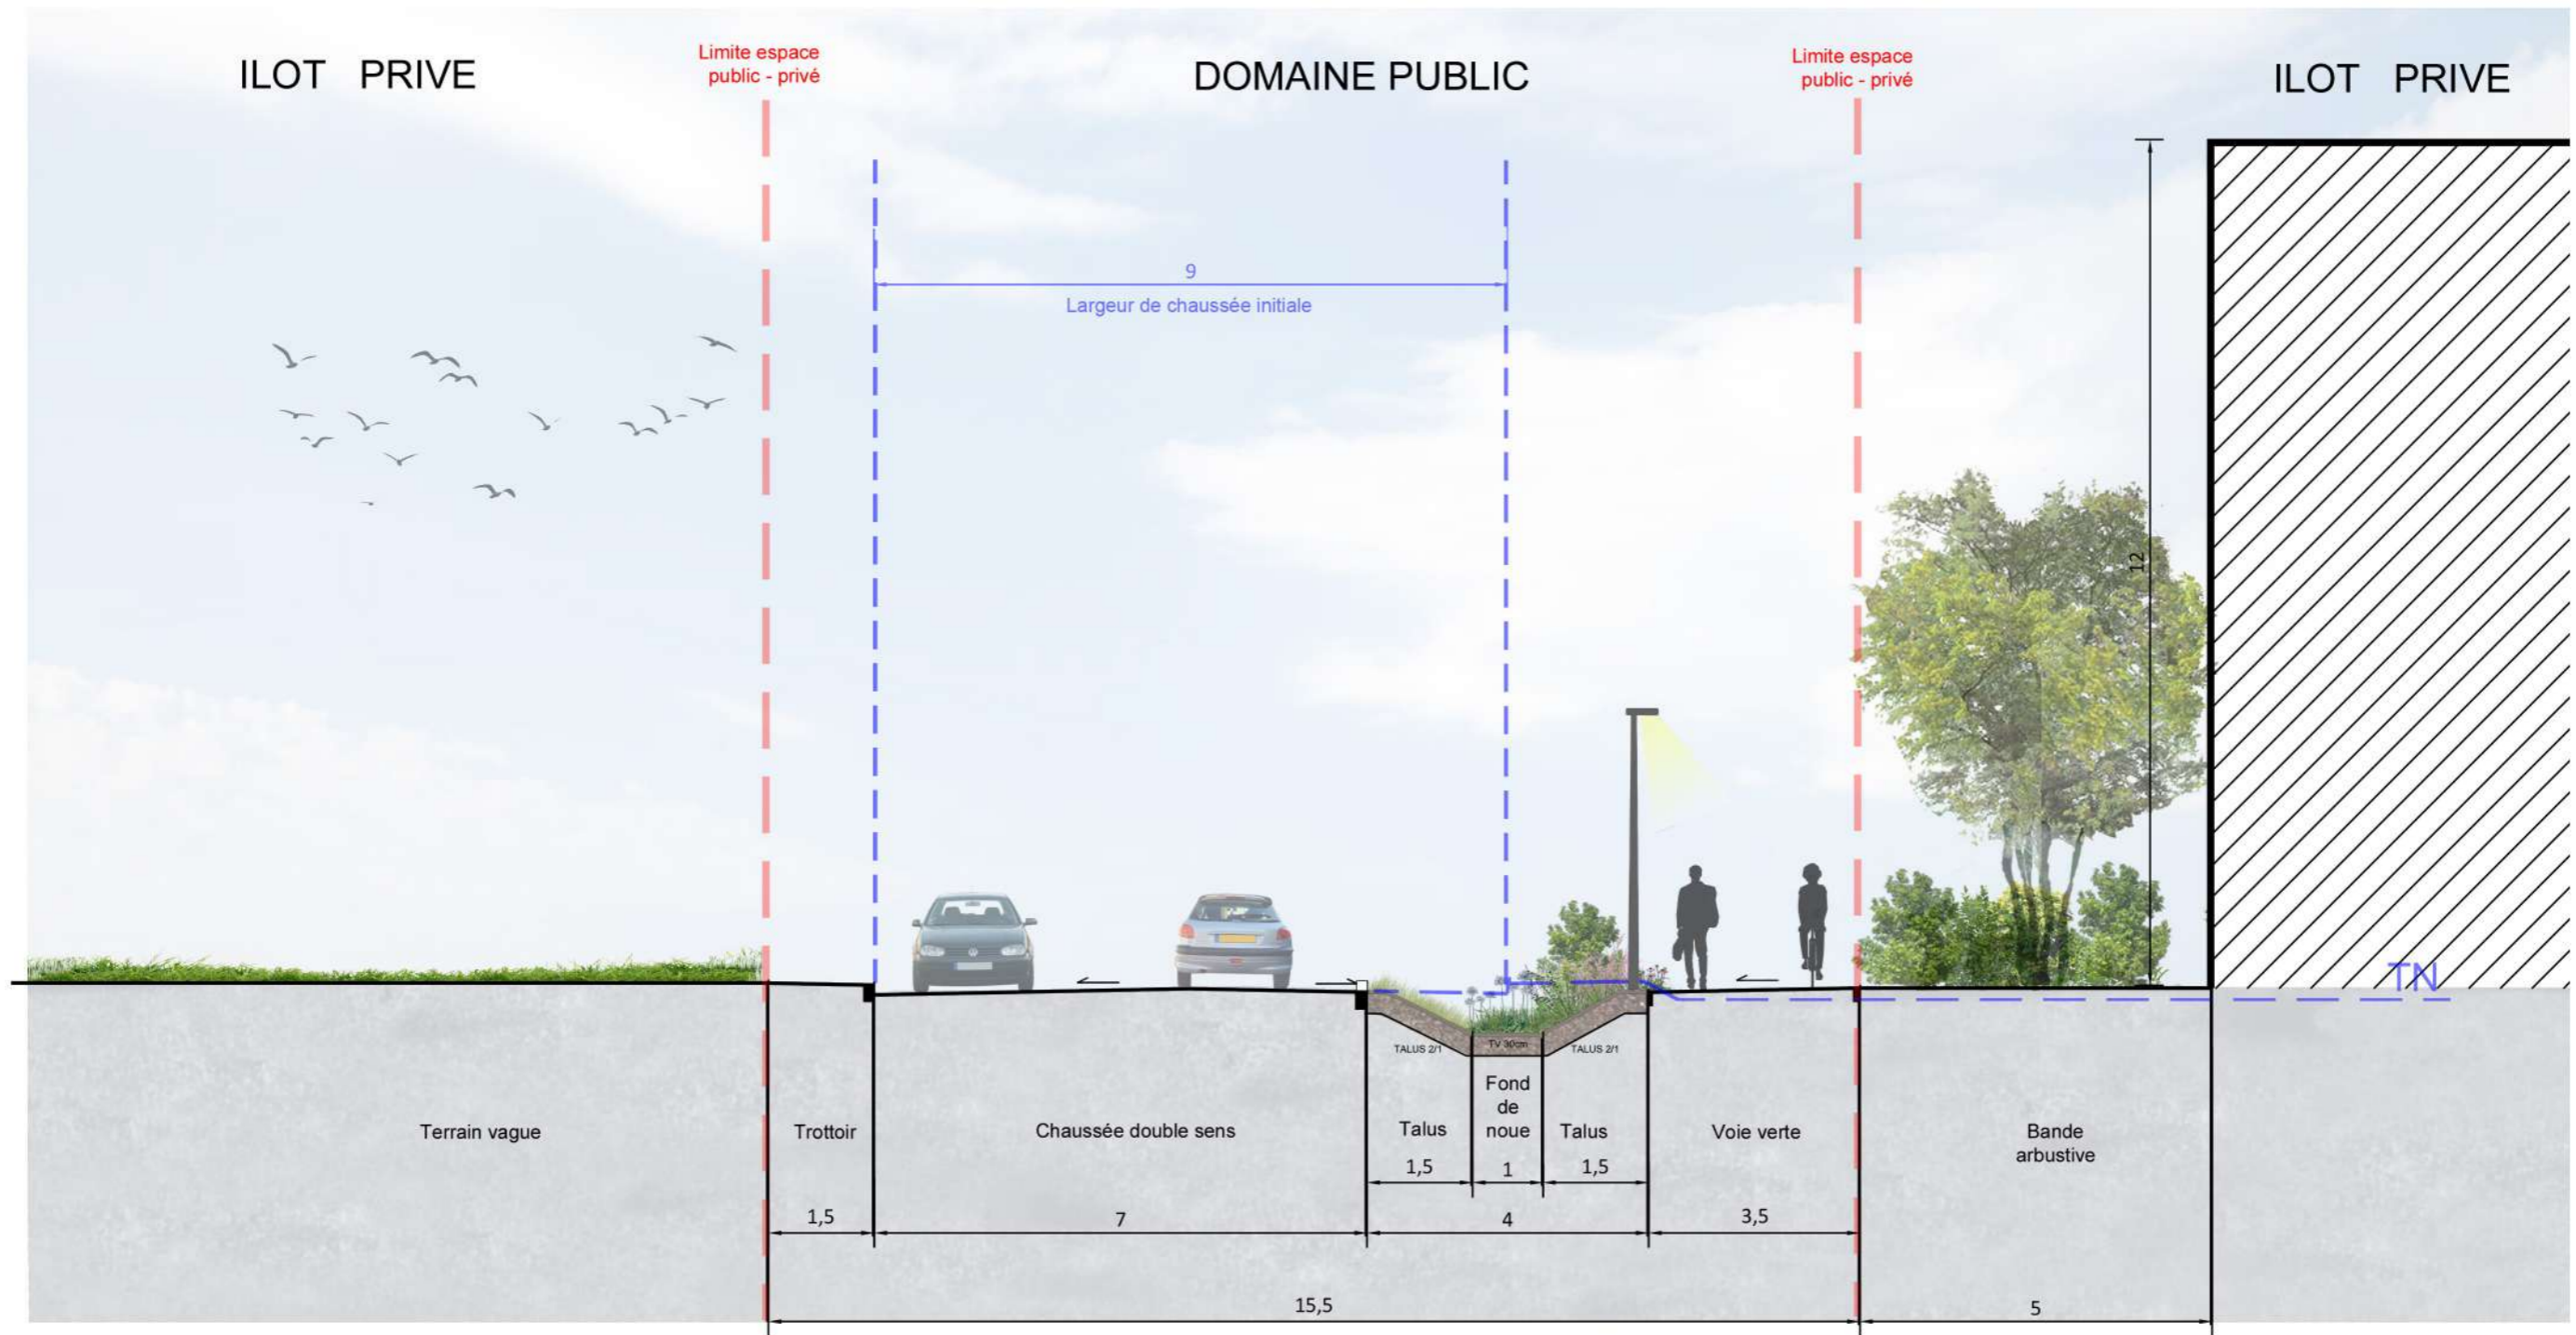 ILOT PRIVE
Limite espace
public - privé
DOMAINE PUBLIC
Limite espace
public - privé
ILOT PRIVE
9
Largeur de chaussée initiale
12
TN
TALUS 2/1
TV 30cm
TALUS 2/1
Terrain vague
Trottoir
Chaussée double sens
Talus
Fond
de
noue
Talus
Voie verte
Bande
arbustive
1,5
1
1,5
1,5
7
4
3,5
15,5
5